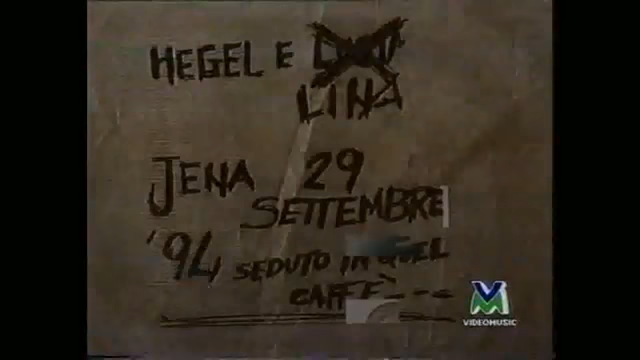 HEGEL E
LINA
JENA 29
SETTEMBRE
'94 SEDUTO IN QUEL
CAFFÈ---
VIDEOMUSIC